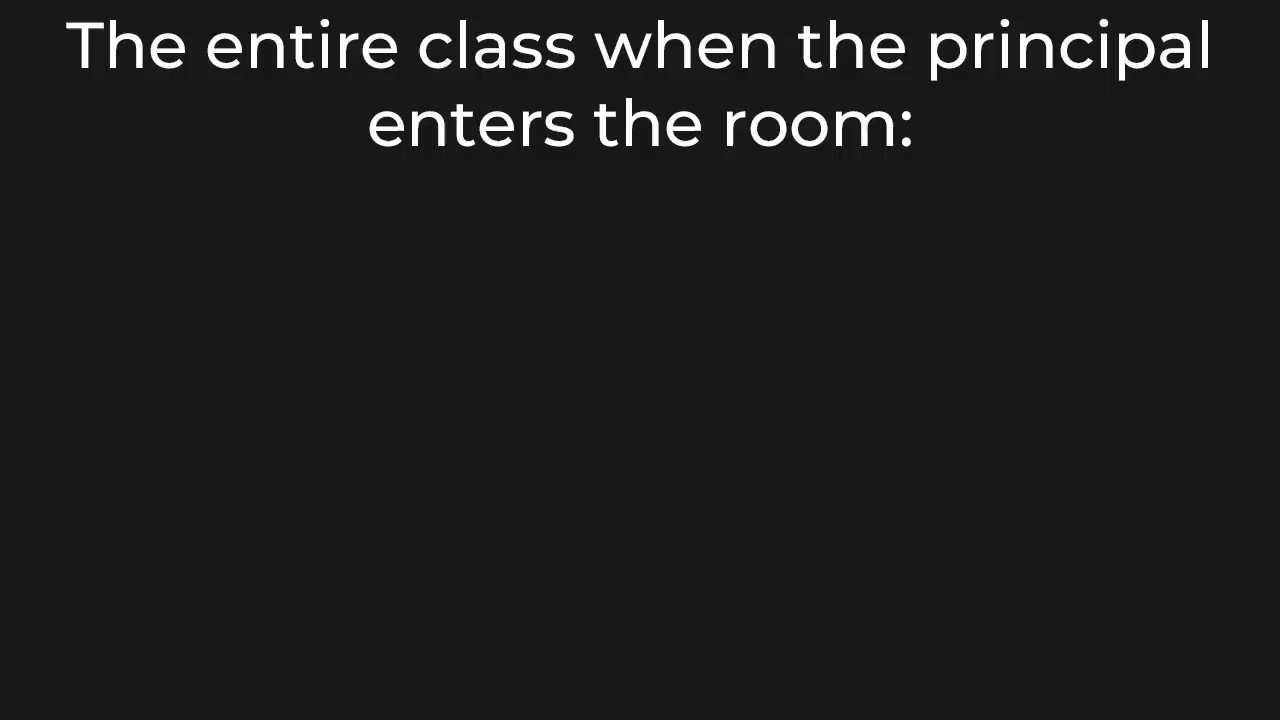 The entire class when the principal
enters the room: